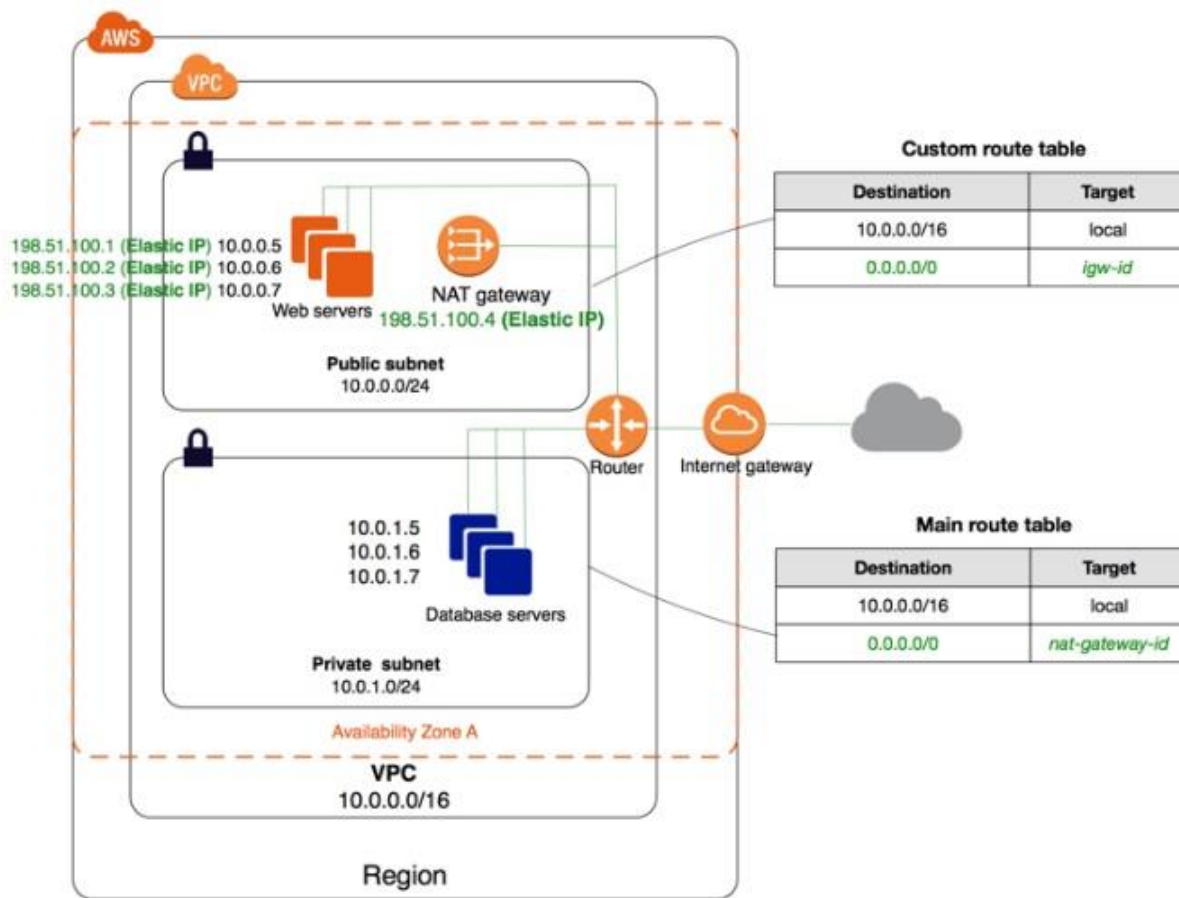 AWS
VPC
198.51.100.1 (Elastic IP) 10.0.0.5
198.51.100.2 (Elastic IP) 10.0.0.6
198.51.100.3 (Elastic IP) 10.0.0.7
Web servers
NAT gateway
198.51.100.4 (Elastic IP)
Public subnet
10.0.0.0/24
Custom route table
Destination Target
10.0.0.0/16 local
0.0.0.0/0 igw-id
Router
Internet gateway
10.0.1.5
10.0.1.6
10.0.1.7
Database servers
Private subnet
10.0.1.0/24
Main route table
Destination Target
10.0.0.0/16 local
0.0.0.0/0 nat-gateway-id
Availability Zone A
VPC
10.0.0.0/16
Region